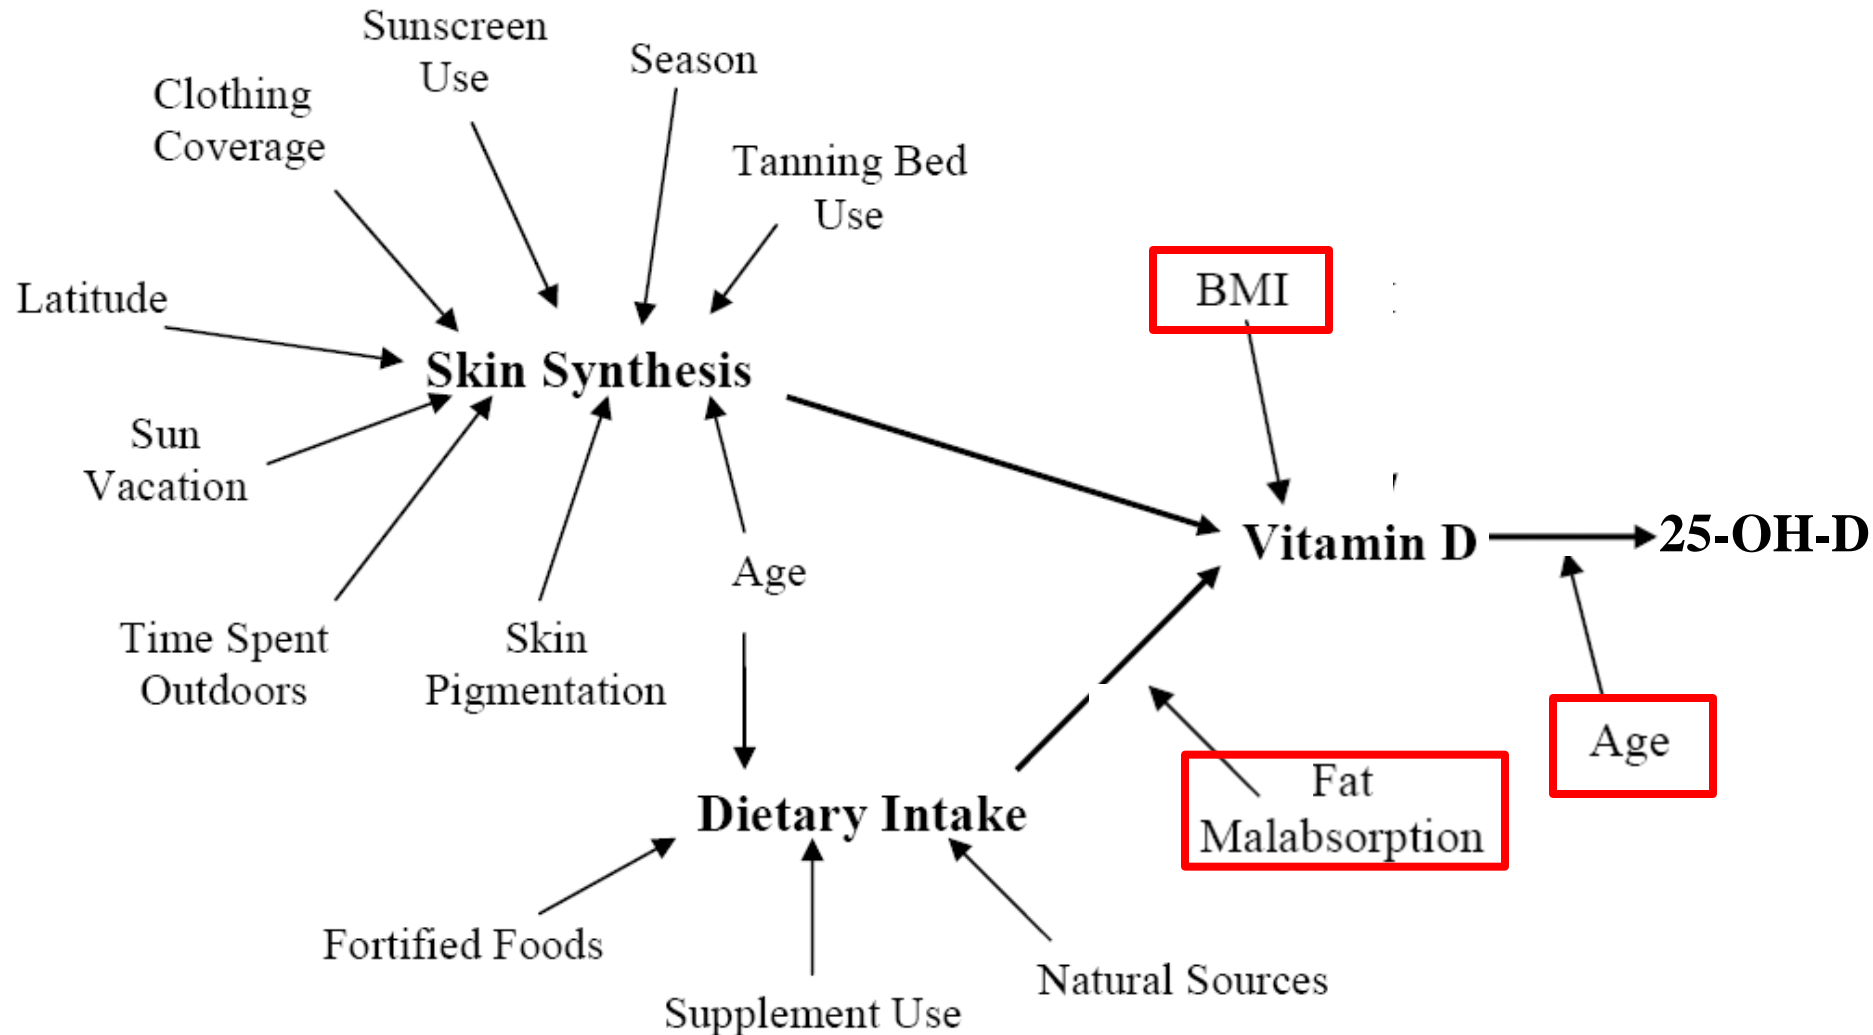 Sunscreen
Use
Season
Clothing
Coverage
Tanning Bed
Use
Latitude
BMI
Skin Synthesis
Sun
Vacation
Vitamin D
25-OH-D
Age
Time Spent
Outdoors
Skin
Pigmentation
Age
Fat
Malabsorption
Dietary Intake
Fortified Foods
Supplement Use
Natural Sources